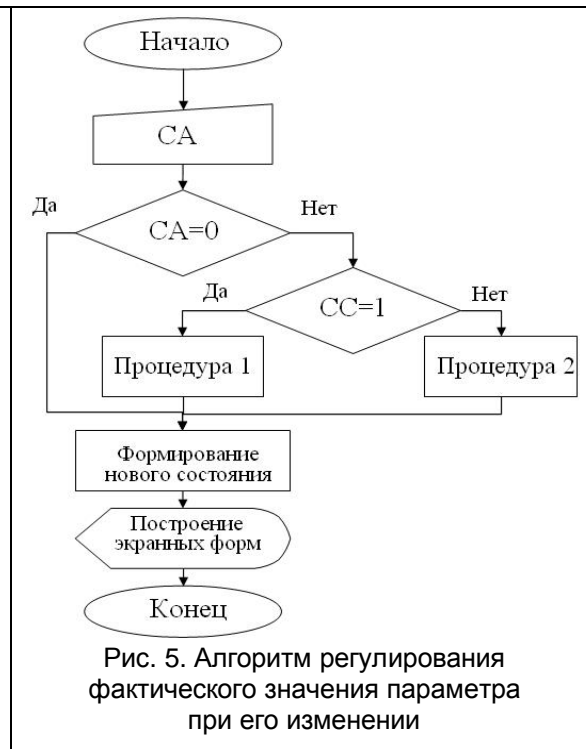 Начало
СА
Да
Нет
СА=0
Да
Нет
СС=1
Процедура 1
Процедура 2
Формирование
нового состояния
Построение
экранных форм
Конец
Рис. 5. Алгоритм регулирования
фактического значения параметра
при его изменении